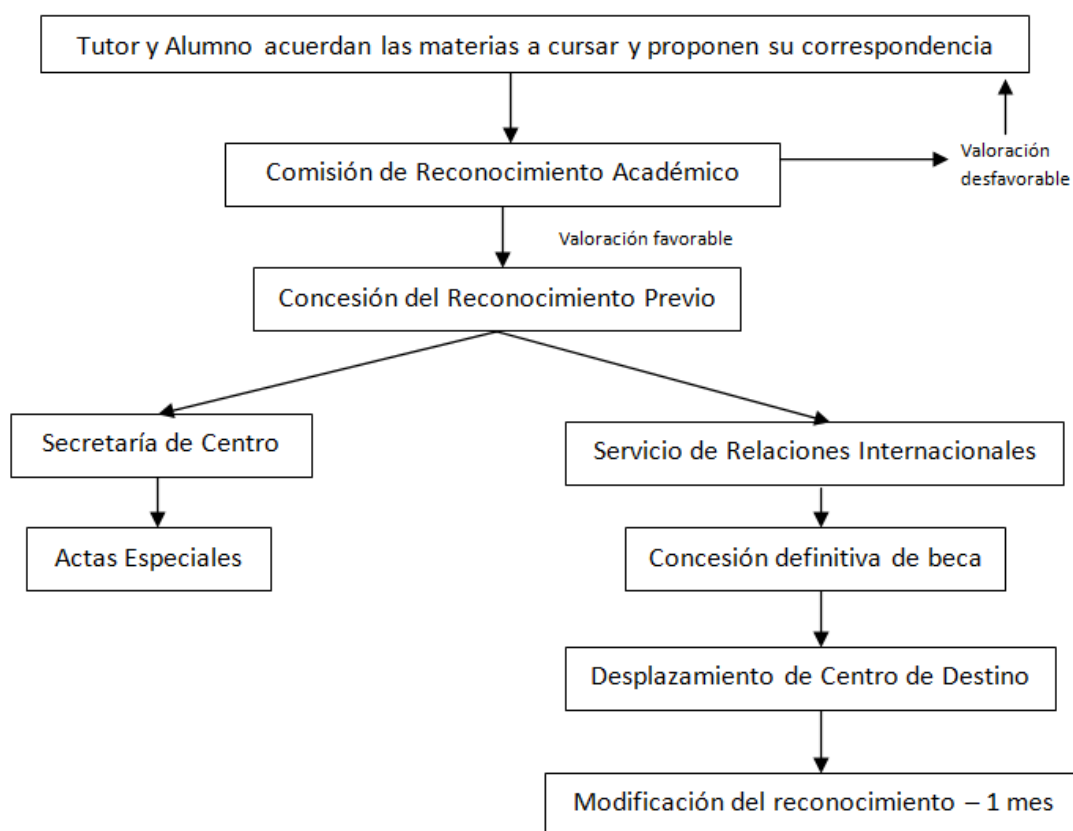 Tutor y Alumno acuerdan las materias a cursar y proponen su correspondencia
Comisión de Reconocimiento Académico
Valoración
desfavorable
Valoración favorable
Concesión del Reconocimiento Previo
Secretaría de Centro
Servicio de Relaciones Internacionales
Actas Especiales
Concesión definitiva de beca
Desplazamiento de Centro de Destino
Modificación del reconocimiento – 1 mes